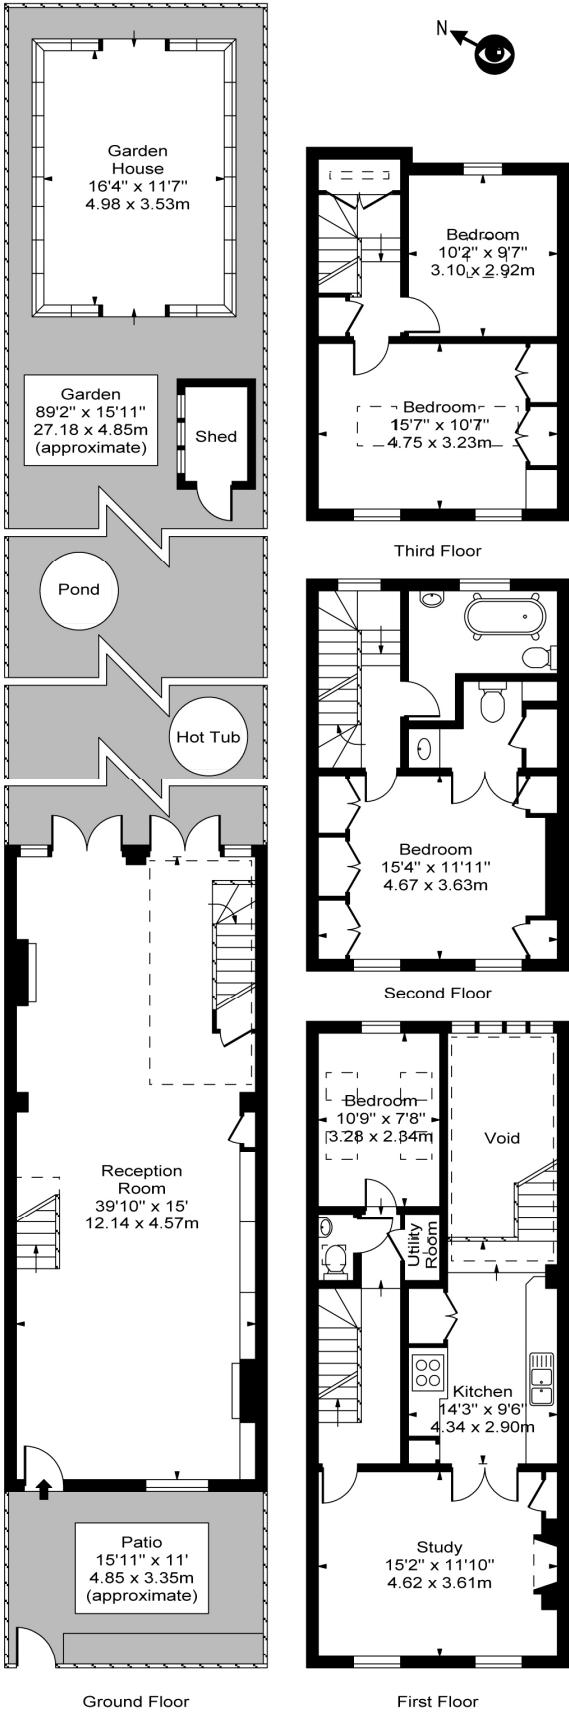 N
Garden
House
16'4" x 11'7"
4.98 x 3.53m
Garden
89'2" x 15'11"
27.18 x 4.85m
(approximate)
Shed
Pond
Hot Tub
Reception
Room
39'10" x 15'
12.14 x 4.57m
Patio
15'11" x 11'
4.85 x 3.35m
(approximate)
Ground Floor
Bedroom
10'2" x 9'7"
3.10 x 2.92m
Bedroom
15'7" x 10'7"
4.75 x 3.23m
Third Floor
Bedroom
15'4" x 11'11"
4.67 x 3.63m
Second Floor
Bedroom
10'9" x 7'8"
3.28 x 2.34m
Void
Utility
Room
Kitchen
14'3" x 9'6"
4.34 x 2.90m
Study
15'2" x 11'10"
4.62 x 3.61m
First Floor